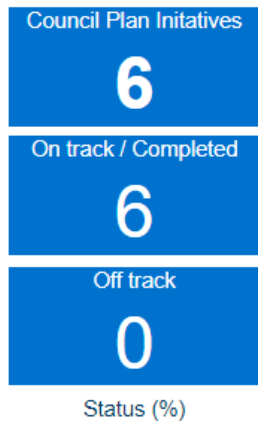 Council Plan Initatives
6
On track / Completed
6
Off track
0
Status (%)